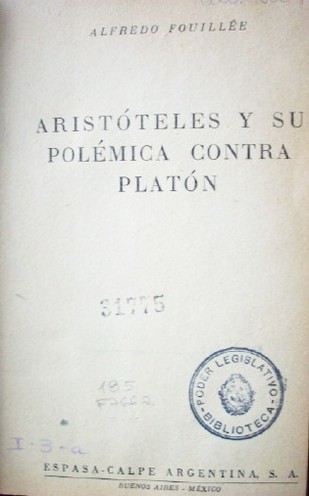 ALFREDO FOUILLÉE
ARISTÓTELES Y SU
POLÉMICA CONTRA
PLATÓN
31775
PODER LEGISLATIVO
BIBLIOTECA
185
I-3-a
ESPASA-CALPE ARGENTINA, S. A.
BUENOS AIRES - MÉXICO